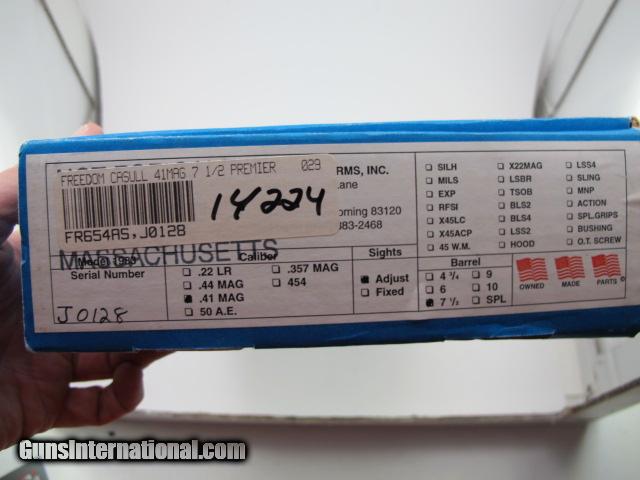 FREEDOM CASULL 41MAG 7 1/2 PREMIER 029
14224
FR654AS,J0128
RMS, INC.
ane
oming 83120
883-2468
MASSACHUSETTS
Model 1983
Serial Number
J0128
Caliber
.22 LR
.357 MAG
.44 MAG
454
.41 MAG
50 A.E.
Sights
Adjust
Fixed
SILH
MILS
EXP
RFSI
X45LC
X45ACP
45 W.M.
X22MAG
LSBR
TSOB
BLS2
BLS4
LSS2
HOOD
LSS4
SLING
MNP
ACTION
SPL.GRIPS
BUSHING
O.T. SCREW
Barrel
4 3/4
9
6
10
7 1/2
SPL
OWNED
MADE
PARTS
GunsInternational.com